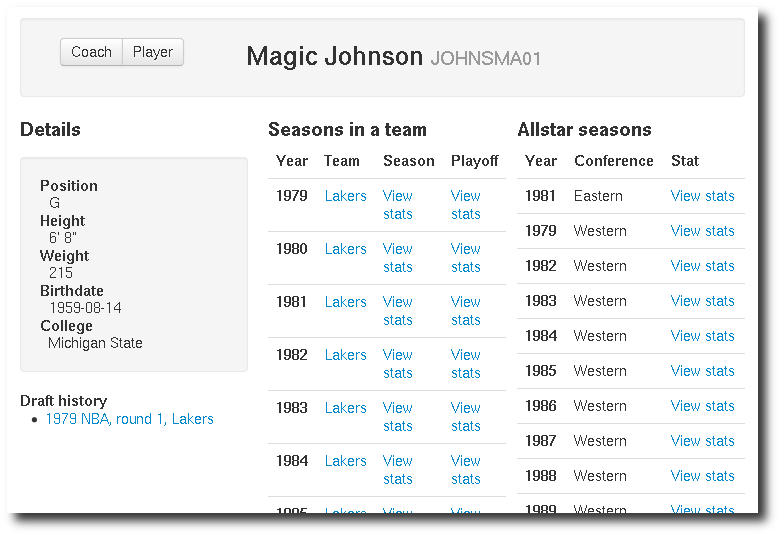 Coach Player Magic Johnson JOHNSMA01
Details
Position
G
Height
6' 8"
Weight
215
Birthdate
1959-08-14
College
Michigan State
Draft history
• 1979 NBA, round 1, Lakers
Seasons in a team
Year Team Season Playoff
1979 Lakers View stats View stats
1980 Lakers View stats View stats
1981 Lakers View stats View stats
1982 Lakers View stats View stats
1983 Lakers View stats View stats
1984 Lakers View stats View stats
1985 Lakers View View
Allstar seasons
Year Conference Stat
1981 Eastern View stats
1979 Western View stats
1982 Western View stats
1983 Western View stats
1984 Western View stats
1985 Western View stats
1986 Western View stats
1987 Western View stats
1988 Western View stats
1989 Western View stats